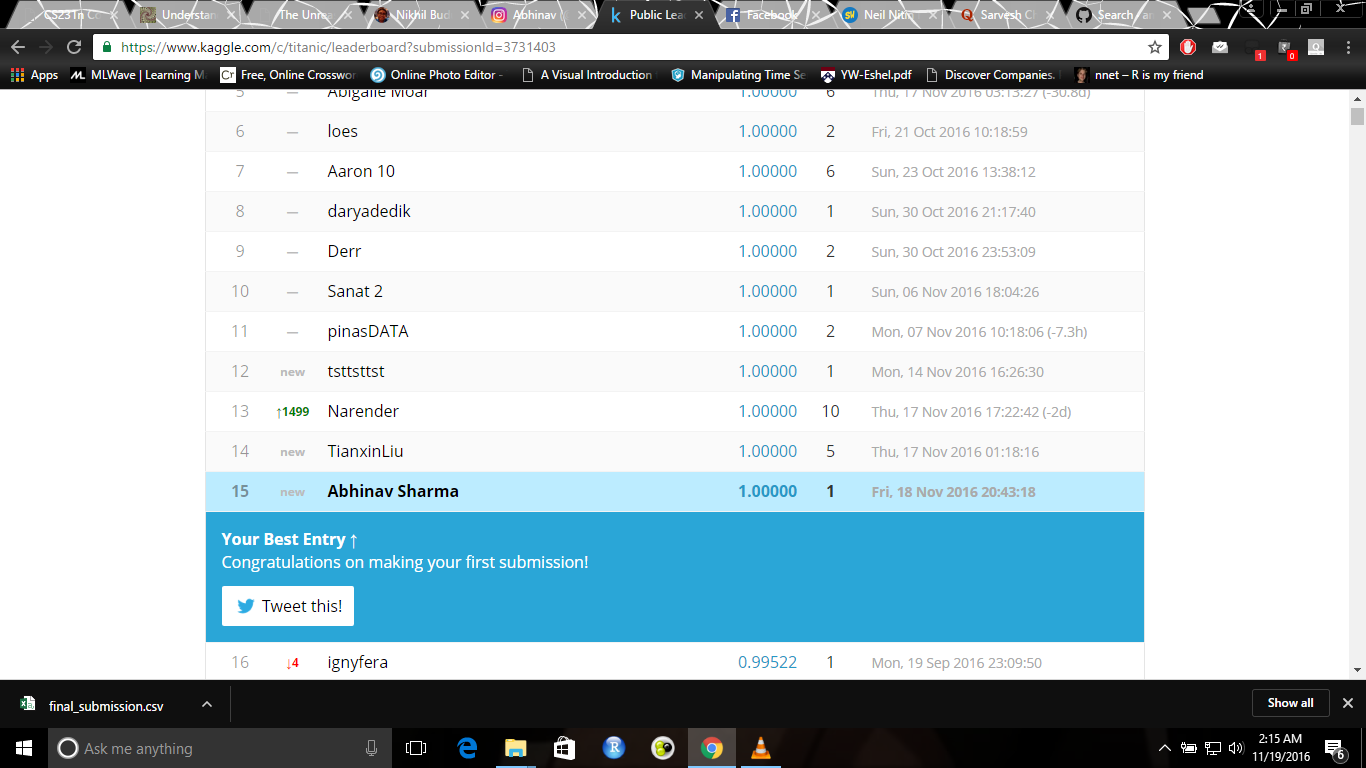 CS231n Co
Understan
The Unrea
Nikhil Bud
Abhinav
Public Lea
Facebook
Neil Nitin
Sarvesh C
Search · an
https://www.kaggle.com/c/titanic/leaderboard?submissionId=3731403
1
0
Apps
MLWave | Learning M
Cr Free, Online Crosswor
Online Photo Editor -
A Visual Introduction
Manipulating Time Se
YW-Eshel.pdf
Discover Companies.
nnet – R is my friend
5 — Abigaile Moar 1.00000 6 Thu, 17 Nov 2016 03:13:27 (-30.8d)
6 — loes 1.00000 2 Fri, 21 Oct 2016 10:18:59
7 — Aaron 10 1.00000 6 Sun, 23 Oct 2016 13:38:12
8 — daryadedik 1.00000 1 Sun, 30 Oct 2016 21:17:40
9 — Derr 1.00000 2 Sun, 30 Oct 2016 23:53:09
10 — Sanat 2 1.00000 1 Sun, 06 Nov 2016 18:04:26
11 — pinasDATA 1.00000 2 Mon, 07 Nov 2016 10:18:06 (-7.3h)
12 new tsttsttst 1.00000 1 Mon, 14 Nov 2016 16:26:30
13 ↑1499 Narender 1.00000 10 Thu, 17 Nov 2016 17:22:42 (-2d)
14 new TianxinLiu 1.00000 5 Thu, 17 Nov 2016 01:18:16
15 new Abhinav Sharma 1.00000 1 Fri, 18 Nov 2016 20:43:18
Your Best Entry ↑
Congratulations on making your first submission!
Tweet this!
16 ↓4 ignyfera 0.99522 1 Mon, 19 Sep 2016 23:09:50
final_submission.csv
Show all
Ask me anything
2:15 AM
11/19/2016
6